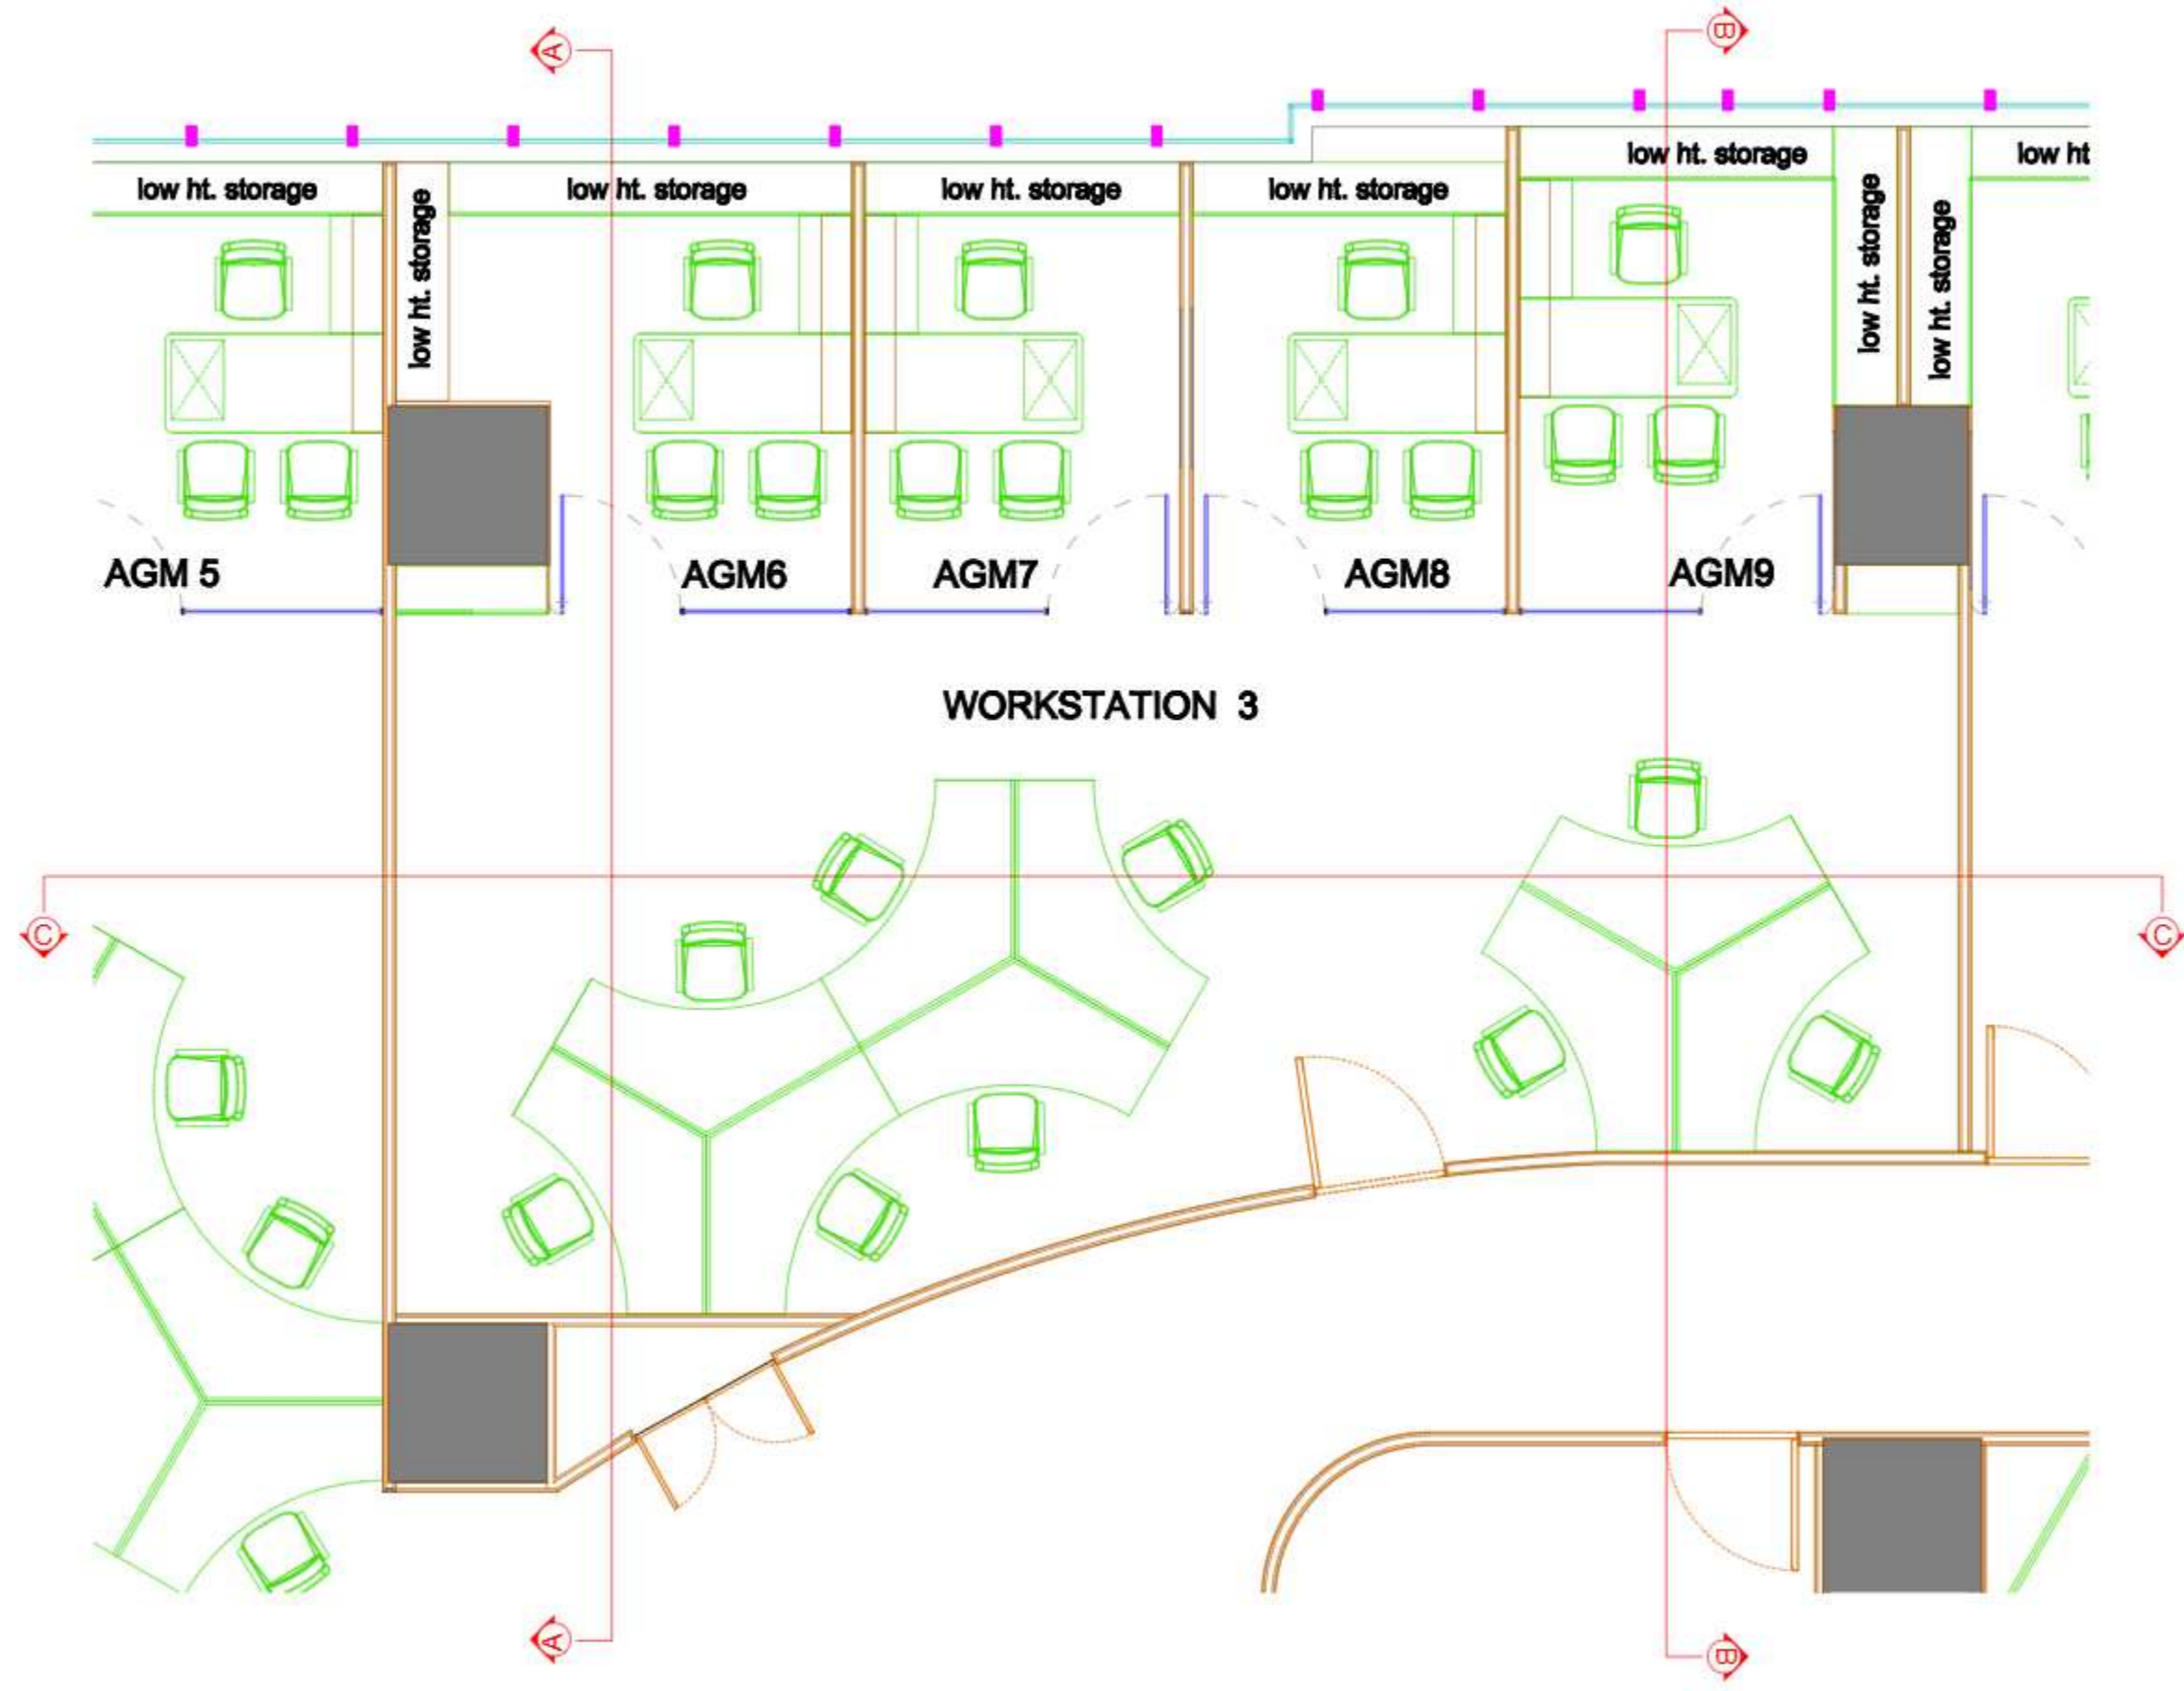 A
B
low ht. storage
low ht
low ht. storage
low ht. storage
low ht. storage
low ht. storage
low ht. storage
low ht. storage
low ht. storage
AGM 5
AGM6
AGM7
AGM8
AGM9
WORKSTATION 3
C
C
A
B